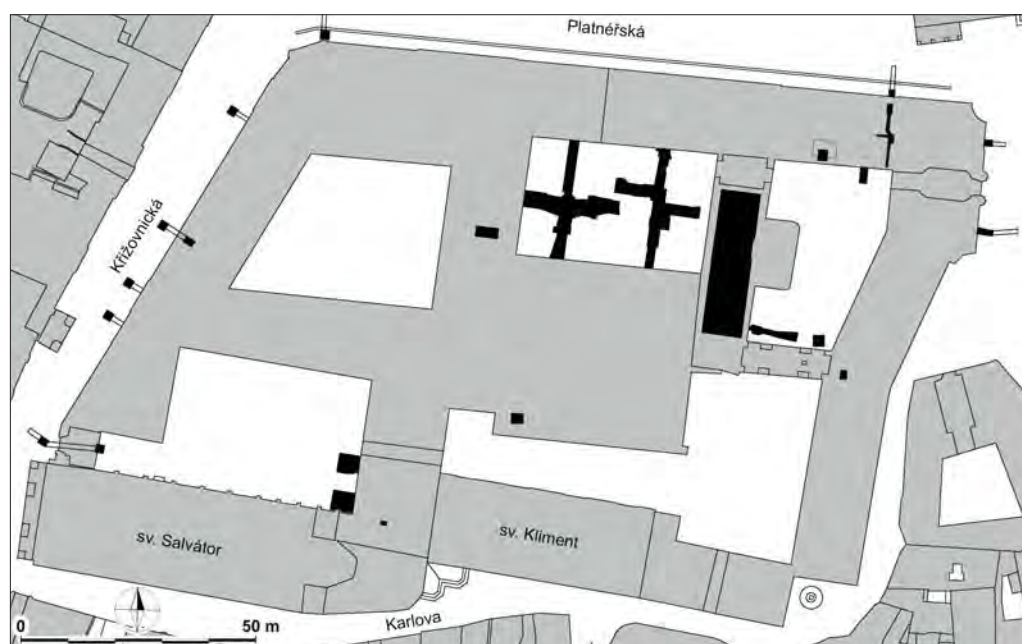 Platnéřská
Křižovnická
sv. Salvátor
sv. Kliment
Karlova
0 50 m